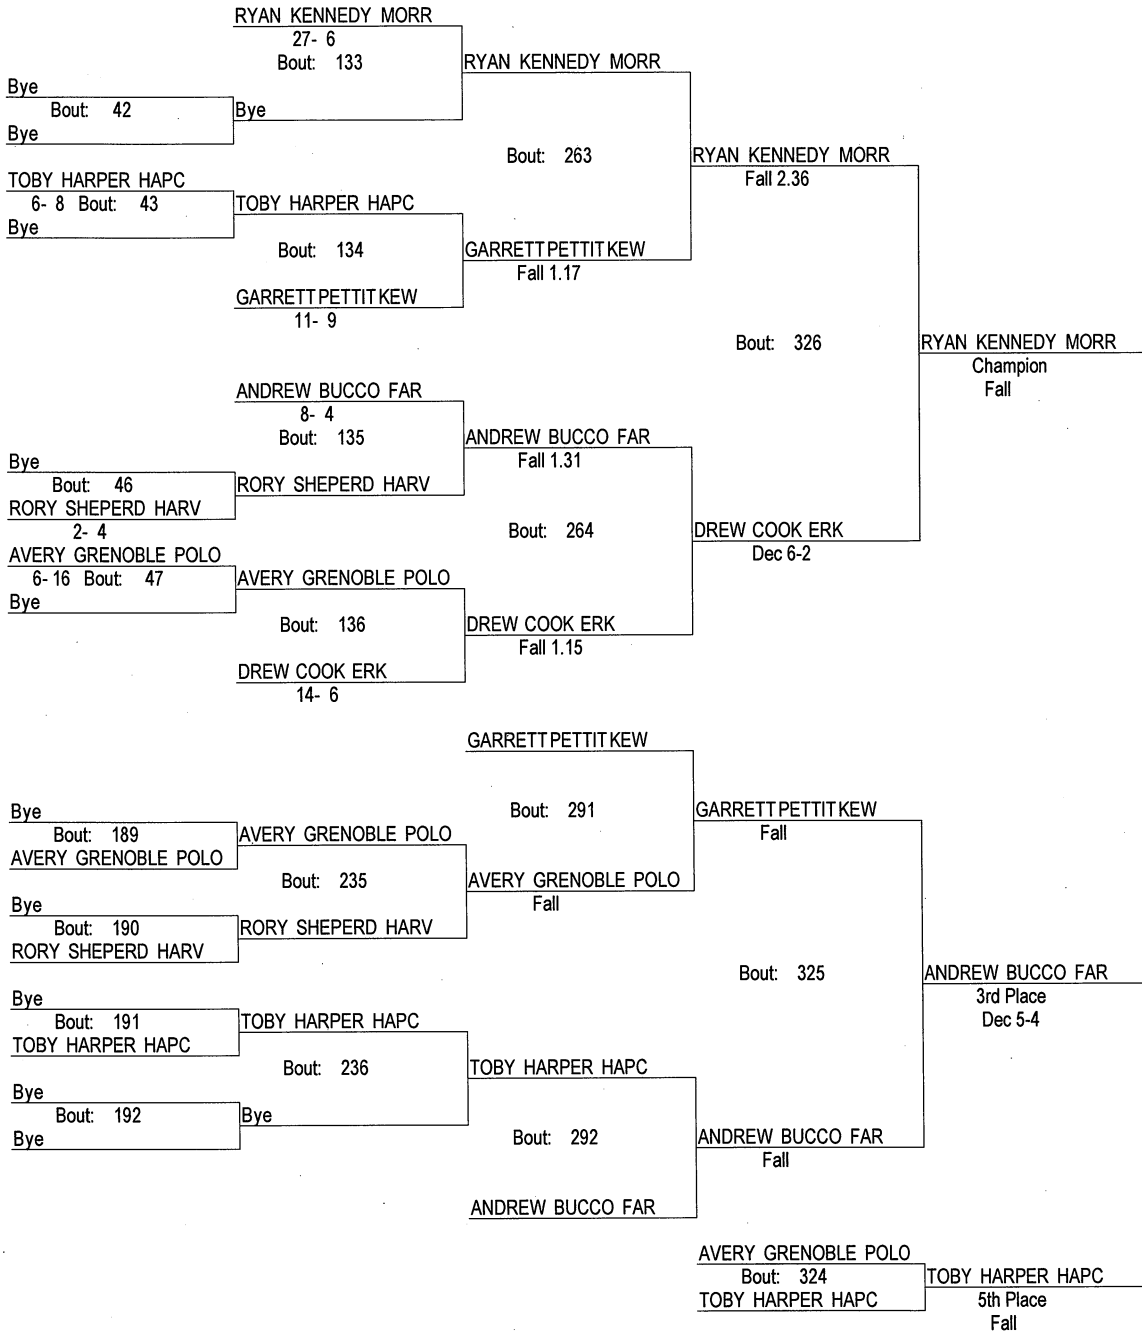 RYAN KENNEDY MORR
27- 6
Bout: 133
RYAN KENNEDY MORR
Bye
Bout: 42
Bye
Bye
Bout: 263
RYAN KENNEDY MORR
Fall 2.36
TOBY HARPER HAPC
6- 8 Bout: 43
Bye
TOBY HARPER HAPC
Bout: 134
GARRETT PETTIT KEW
Fall 1.17
GARRETT PETTIT KEW
11- 9
Bout: 326
RYAN KENNEDY MORR
Champion
Fall
ANDREW BUCCO FAR
8- 4
Bout: 135
ANDREW BUCCO FAR
Fall 1.31
Bye
Bout: 46
RORY SHEPERD HARV
RORY SHEPERD HARV
2- 4
Bout: 264
DREW COOK ERK
Dec 6-2
AVERY GRENOBLE POLO
6- 16 Bout: 47
Bye
AVERY GRENOBLE POLO
Bout: 136
DREW COOK ERK
Fall 1.15
DREW COOK ERK
14- 6
GARRETT PETTIT KEW
Bout: 291
GARRETT PETTIT KEW
Fall
Bye
Bout: 189
AVERY GRENOBLE POLO
AVERY GRENOBLE POLO
Bout: 235
AVERY GRENOBLE POLO
Fall
Bye
Bout: 190
RORY SHEPERD HARV
RORY SHEPERD HARV
Bout: 325
ANDREW BUCCO FAR
3rd Place
Dec 5-4
Bye
Bout: 191
TOBY HARPER HAPC
TOBY HARPER HAPC
Bout: 236
TOBY HARPER HAPC
Bye
Bout: 192
Bye
Bye
Bout: 292
ANDREW BUCCO FAR
Fall
ANDREW BUCCO FAR
AVERY GRENOBLE POLO
Bout: 324
TOBY HARPER HAPC
TOBY HARPER HAPC
5th Place
Fall